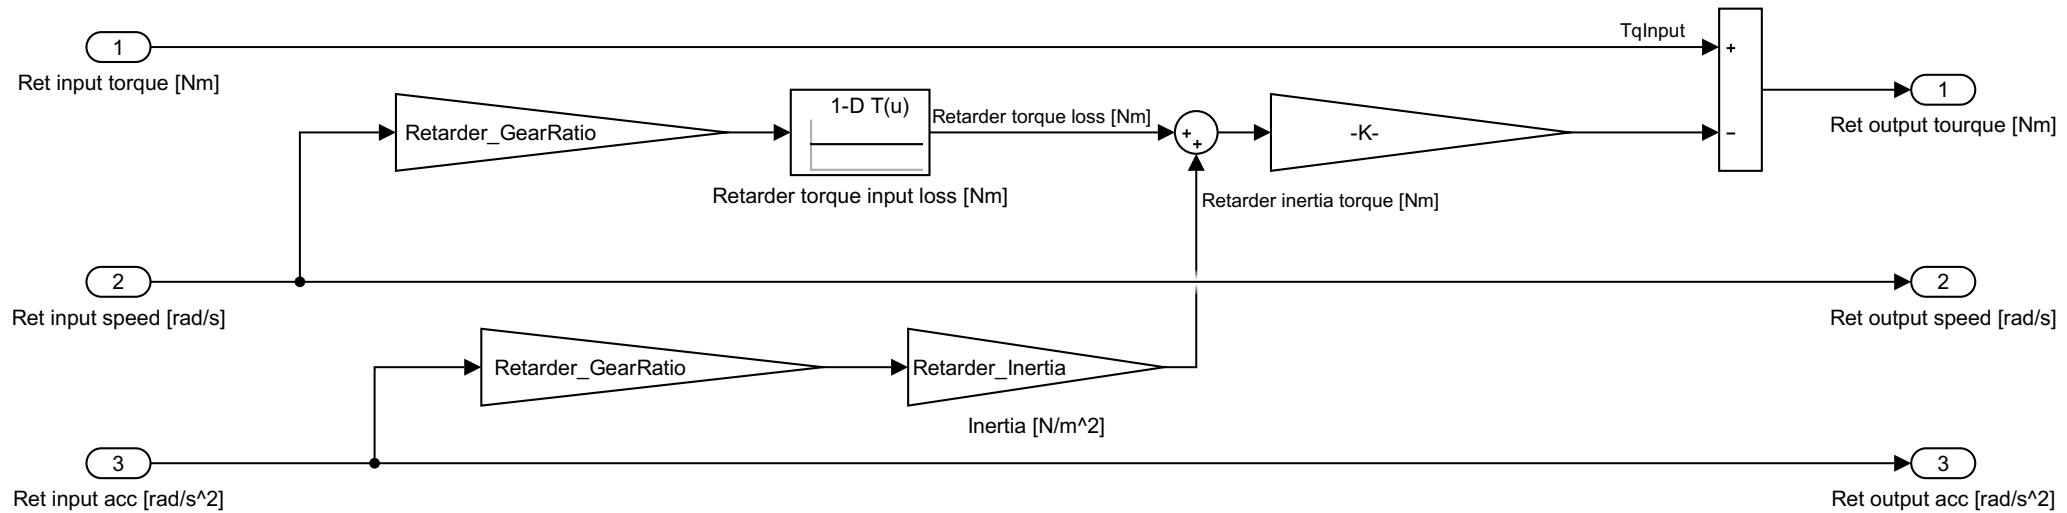 TqInput
1
+
Ret input torque [Nm]
1-D T(u)
1
Retarder torque loss [Nm]
Retarder_GearRatio
+
+
-K-
−
Ret output tourque [Nm]
Retarder torque input loss [Nm]
Retarder inertia torque [Nm]
2
2
Ret input speed [rad/s]
Ret output speed [rad/s]
Retarder_GearRatio
Retarder_Inertia
Inertia [N/m^2]
3
3
Ret input acc [rad/s^2]
Ret output acc [rad/s^2]